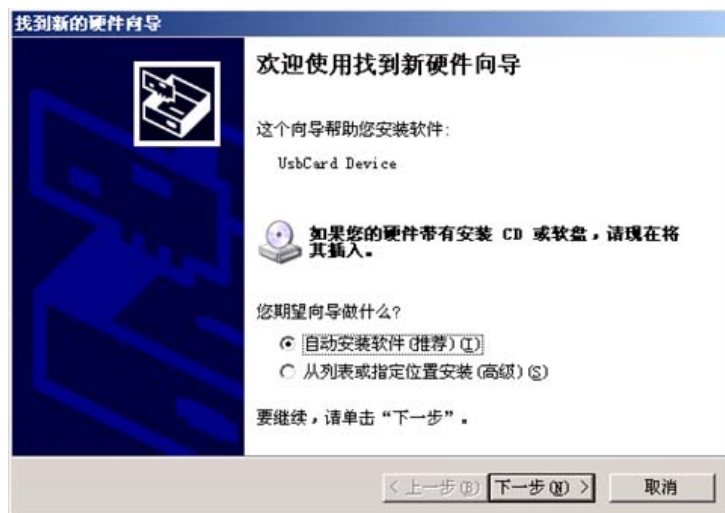 找到新的硬件向导
欢迎使用找到新硬件向导
这个向导帮助您安装软件:
UsbCard Device
如果您的硬件带有安装 CD 或软盘，请现在将
其插入。
您期望向导做什么?
自动安装软件(推荐)(I)
从列表或指定位置安装(高级)(S)
要继续，请单击“下一步”。
< 上一步(B) 下一步(N) > 取消